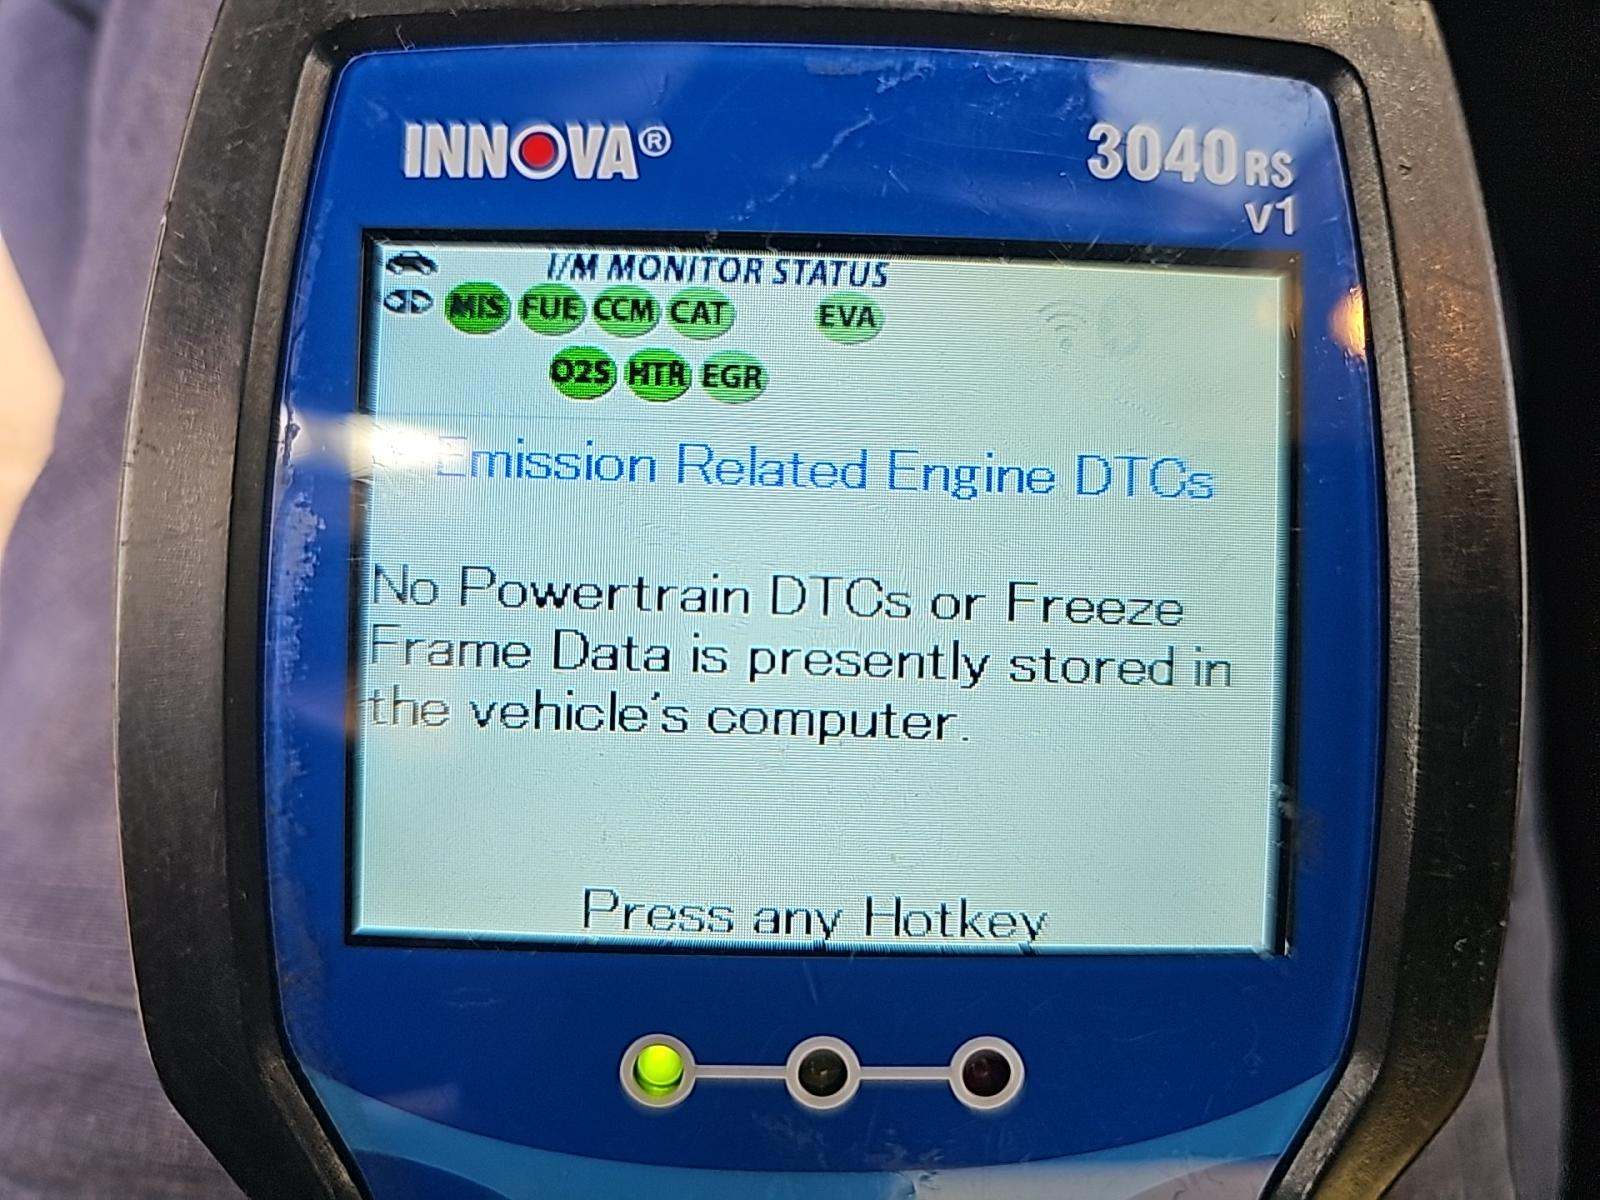 INNOVA®
3040RS
v1
I/M MONITOR STATUS
MIS FUE CCM CAT EVA
O2S HTR EGR
Emission Related Engine DTCs
No Powertrain DTCs or Freeze
Frame Data is presently stored in
the vehicle's computer.
Press any Hotkey